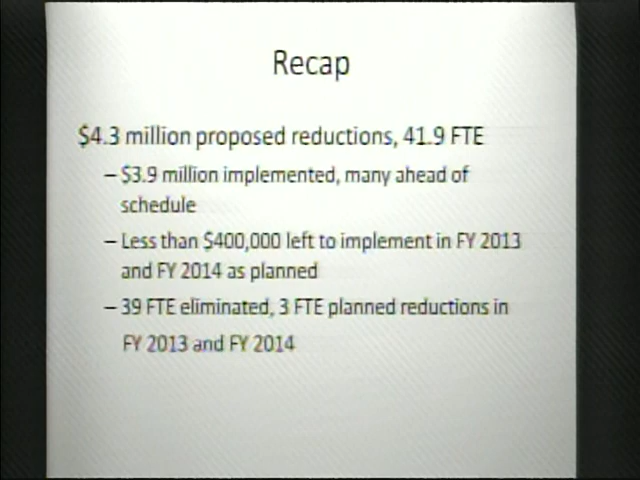 Recap
$4.3 million proposed reductions, 41.9 FTE
– $3.9 million implemented, many ahead of
schedule
– Less than $400,000 left to implement in FY 2013
and FY 2014 as planned
– 39 FTE eliminated, 3 FTE planned reductions in
FY 2013 and FY 2014